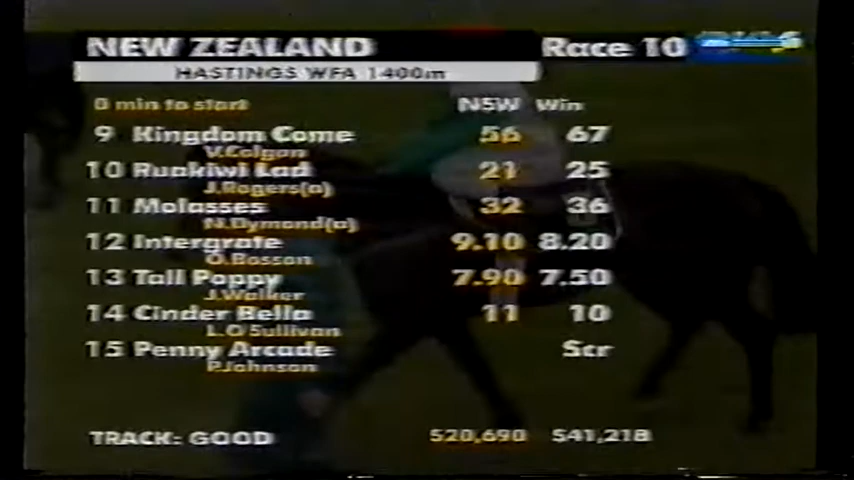 NEW ZEALAND Race 10
HASTINGS WFA 1400m
0 min to start NSW Win
9 Kingdom Come 56 67
V.Colgan
10 Ruakiwi Lad 21 25
J.Rogers(a)
11 Molasses 32 36
N.Dymond(a)
12 Intergrate 9.10 8.20
O.Bosson
13 Tall Poppy 7.90 7.50
J.Walker
14 Cinder Bella 11 10
L.O'Sullivan
15 Penny Arcade Scr
P.Johnson
TRACK: GOOD $20,690 $41,218